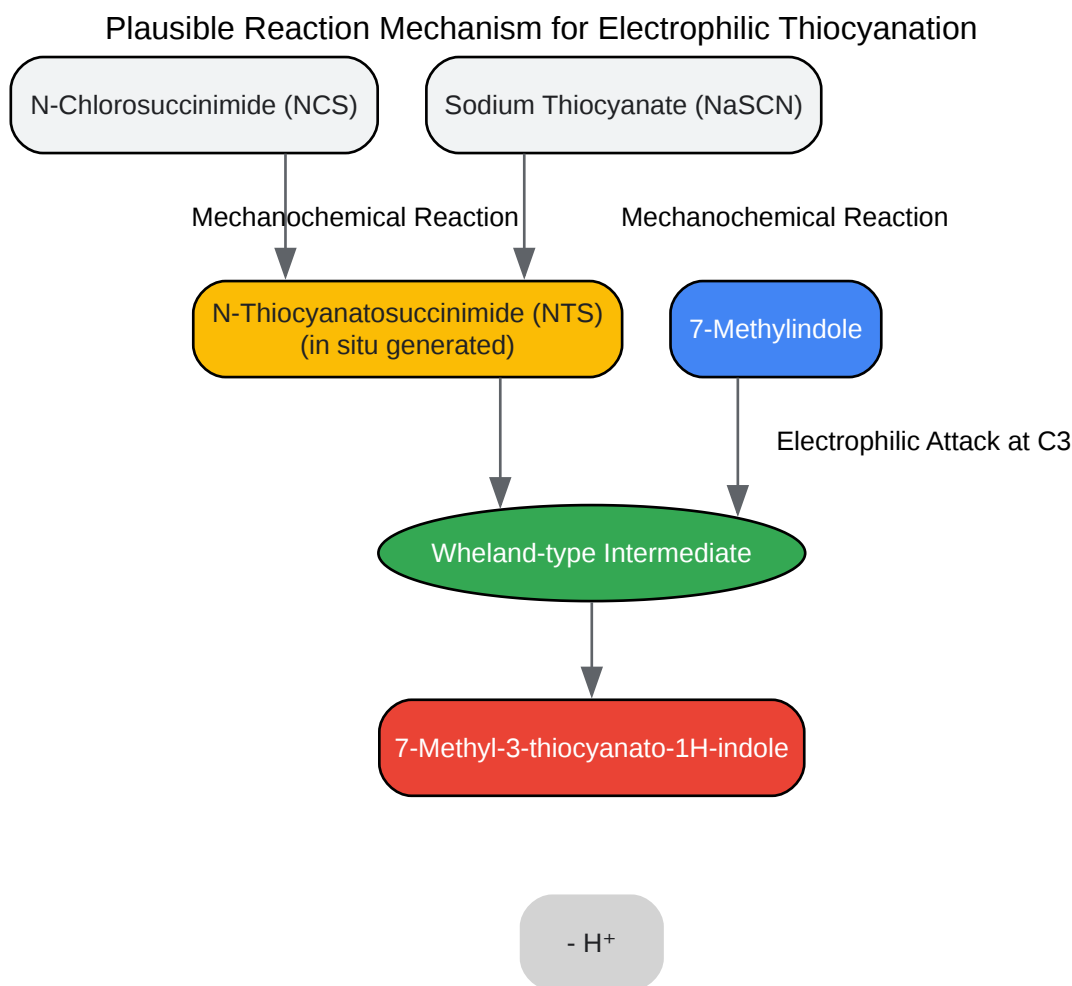 Plausible Reaction Mechanism for Electrophilic Thiocyanation
N-Chlorosuccinimide (NCS)
Sodium Thiocyanate (NaSCN)
Mechanochemical Reaction
Mechanochemical Reaction
N-Thiocyanatosuccinimide (NTS)
(in situ generated)
7-Methylindole
Electrophilic Attack at C3
Wheland-type Intermediate
7-Methyl-3-thiocyanato-1H-indole
- H⁺